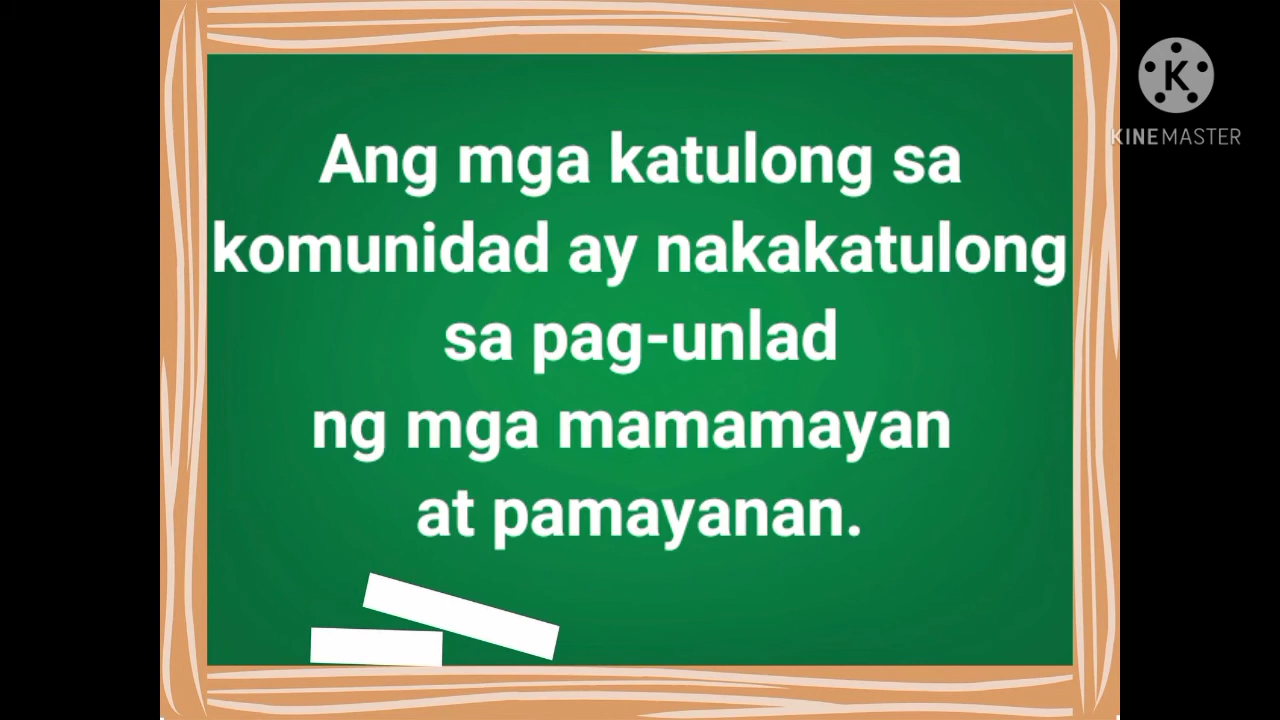 Ang mga katulong sa
komunidad ay nakakatulong
sa pag-unlad
ng mga mamamayan
at pamayanan.
K
KINEMASTER